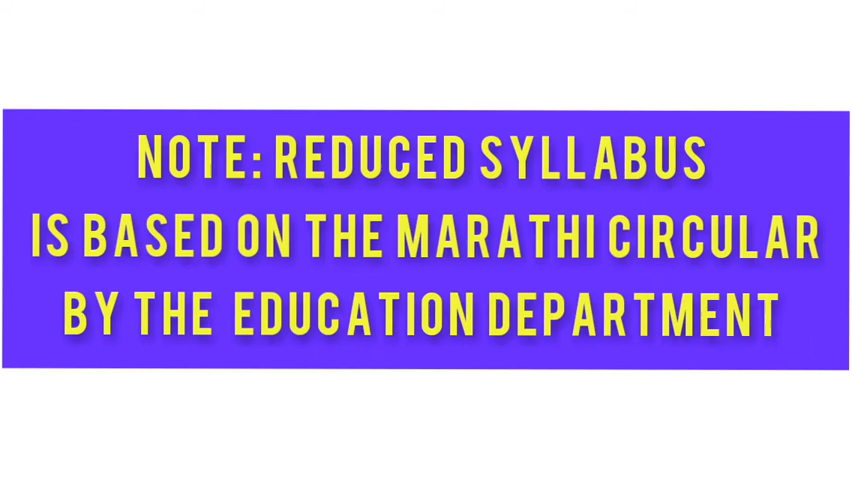 NOTE: REDUCED SYLLABUS
IS BASED ON THE MARATHI CIRCULAR
BY THE EDUCATION DEPARTMENT